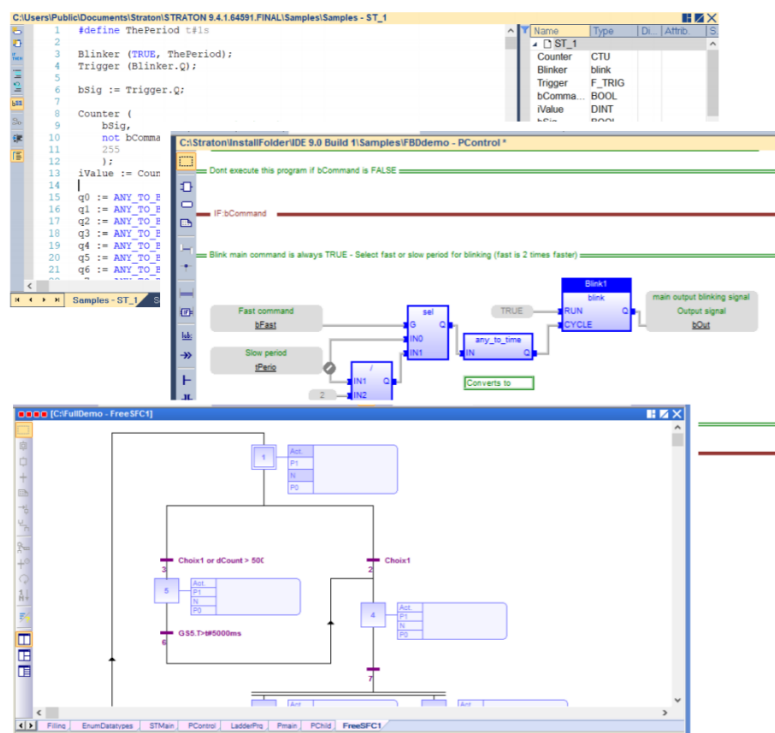 C:\Users\Public\Documents\Straton\STRATON 9.4.1.64591.FINAL\Samples\Samples - ST_1
1 #define ThePeriod t#1s
2
3 Blinker (TRUE, ThePeriod);
4 Trigger (Blinker.Q);
5
6 bSig := Trigger.Q;
7
8 Counter (
9 bSig,
10 not bComma
11 255
12 );
13 iValue := Coun
14
15 q0 := ANY_TO_B
16 q1 := ANY_TO_B
17 q2 := ANY_TO_B
18 q3 := ANY_TO_B
19 q4 := ANY_TO_B
20 q5 := ANY_TO_B
21 q6 := ANY_TO_B
Samples - ST_1
Name Type Di... Attrib. S
ST_1
Counter CTU
Blinker blink
Trigger F_TRIG
bComma... BOOL
iValue DINT
C:\Straton\InstallFolder\IDE 9.0 Build 1\Samples\FBDdemo - PControl *
Dont execute this program if bCommand is FALSE
IF:bCommand
Blink main command is always TRUE - Select fast or slow period for blinking (fast is 2 times faster)
Fast command
bFast
Slow period
tPerio
2
/
IN1 Q
IN2
sel
G Q
IN0
IN1
any_to_time
IN Q
Converts to
TRUE
Blink1
blink
RUN Q
CYCLE
main output blinking signal
Output signal
bOut
[C:\FullDemo - FreeSFC1]
1
Act.
P1
N
P0
Choix1 or dCount > 500
3
Choix1
2
5
Act.
P1
N
P0
GS5.T>t#5000ms
6
4
Act.
P1
N
P0
7
Act.
Act.
Filing EnumDatatypes STMain PControl LadderPrg Pmain PChild FreeSFC1